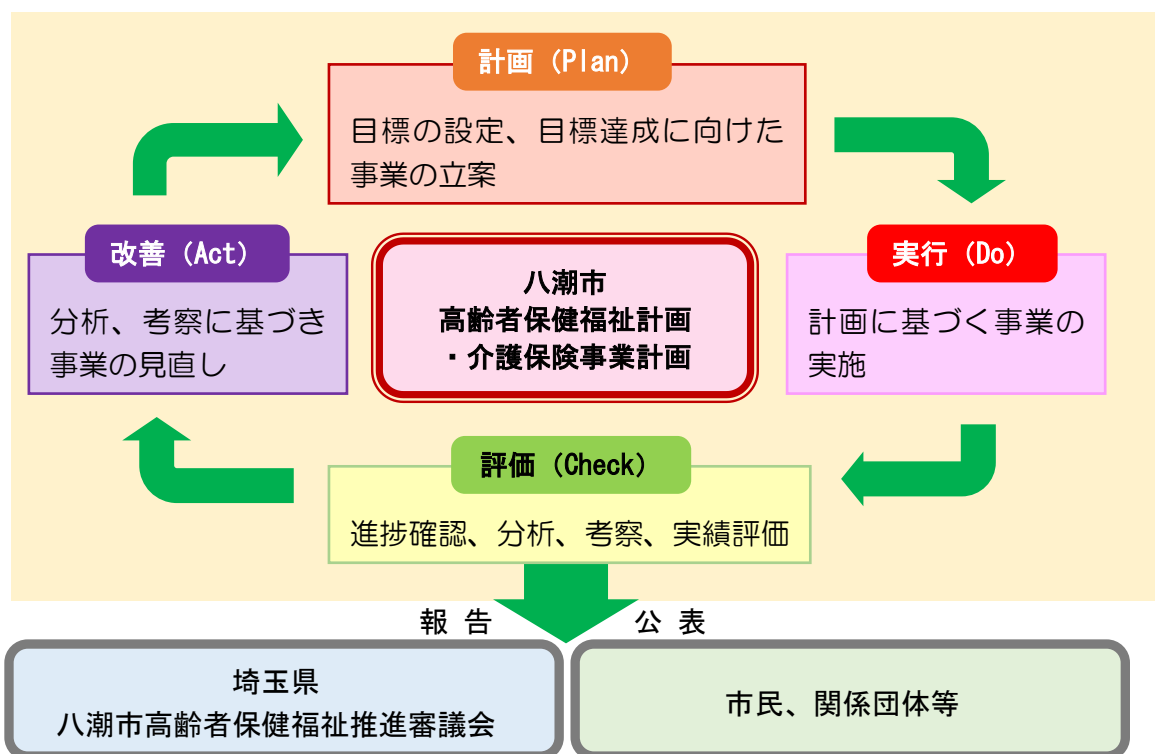 計画（Plan）
目標の設定、目標達成に向けた
事業の立案
改善（Act）
分析、考察に基づき
事業の見直し
八潮市
高齢者保健福祉計画
・介護保険事業計画
実行（Do）
計画に基づく事業の
実施
評価（Check）
進捗確認、分析、考察、実績評価
報 告
公 表
埼玉県
八潮市高齢者保健福祉推進審議会
市民、関係団体等